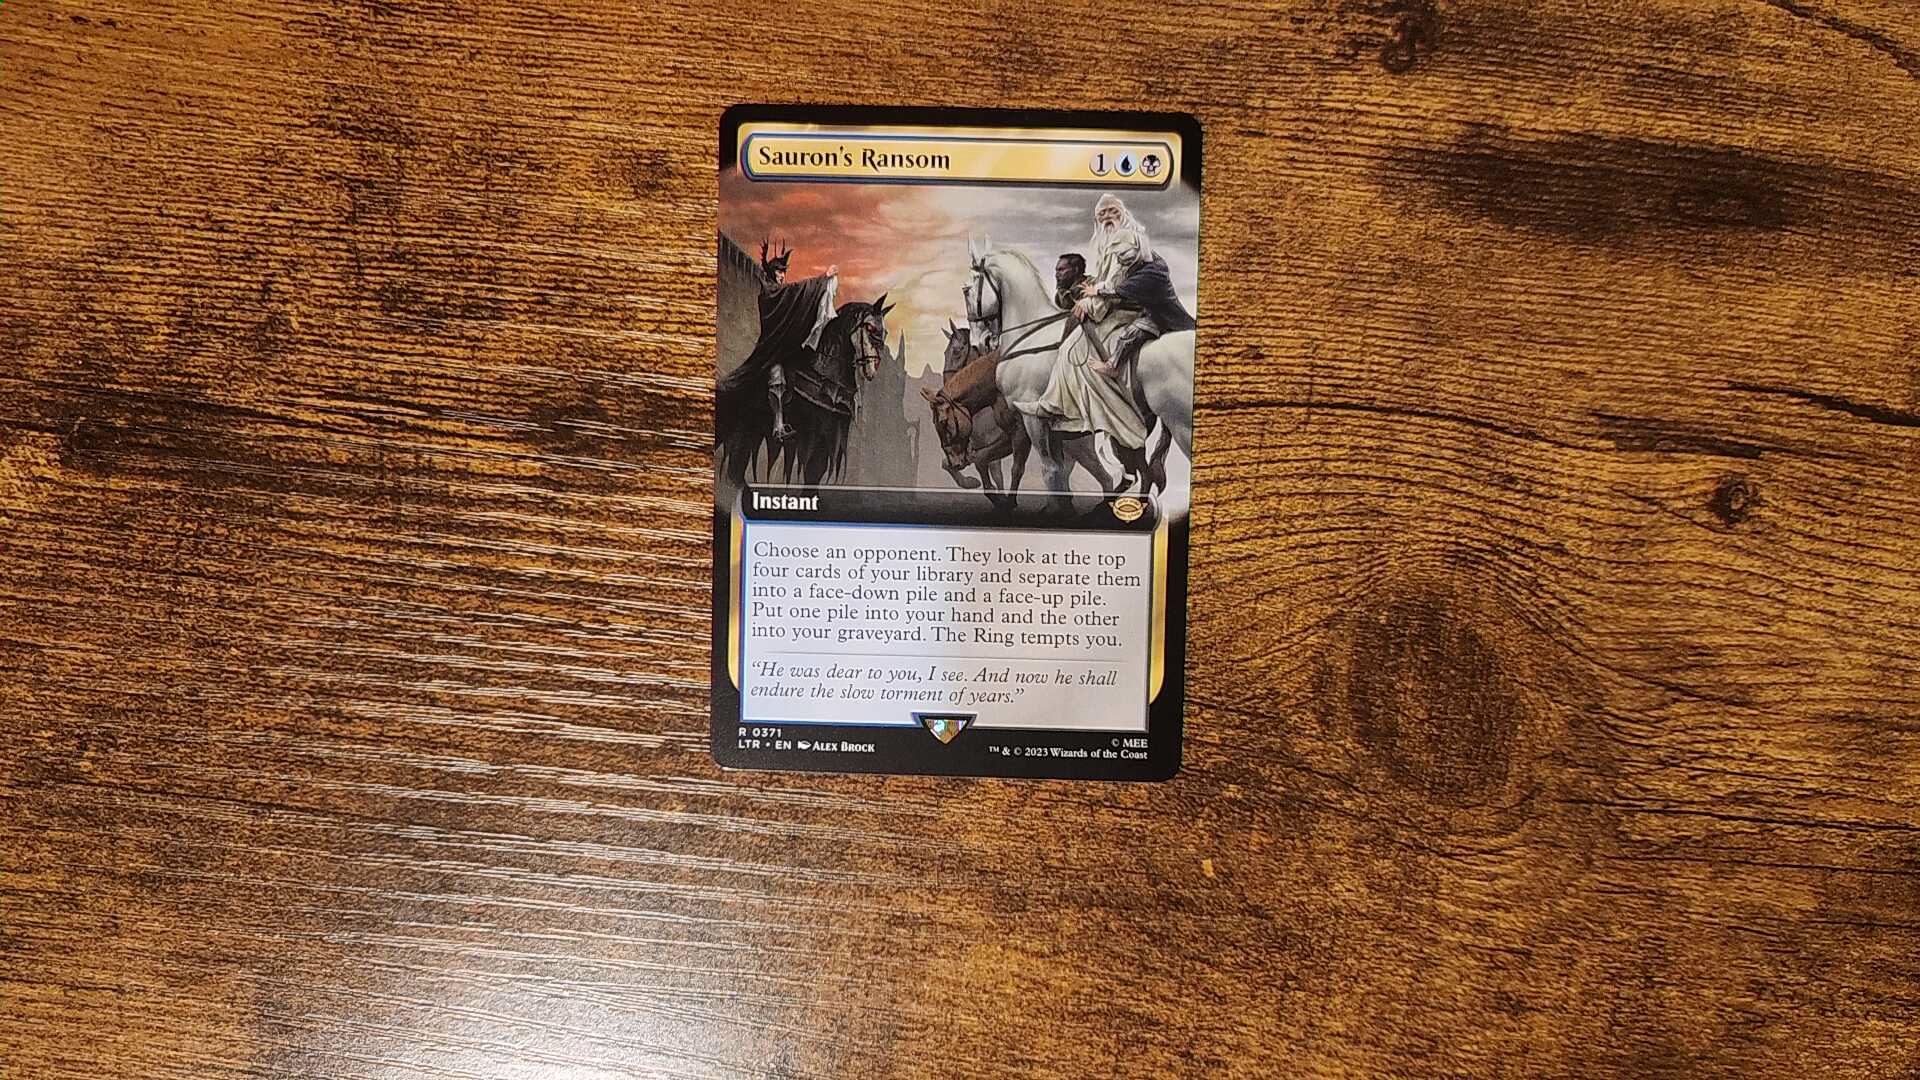 Sauron's Ransom 1
Instant
Choose an opponent. They look at the top
four cards of your library and separate them
into a face-down pile and a face-up pile.
Put one pile into your hand and the other
into your graveyard. The Ring tempts you.
“He was dear to you, I see. And now he shall
endure the slow torment of years.”
R 0371
LTR • EN ALEX BROCK
© MEE
™ & © 2023 Wizards of the Coast